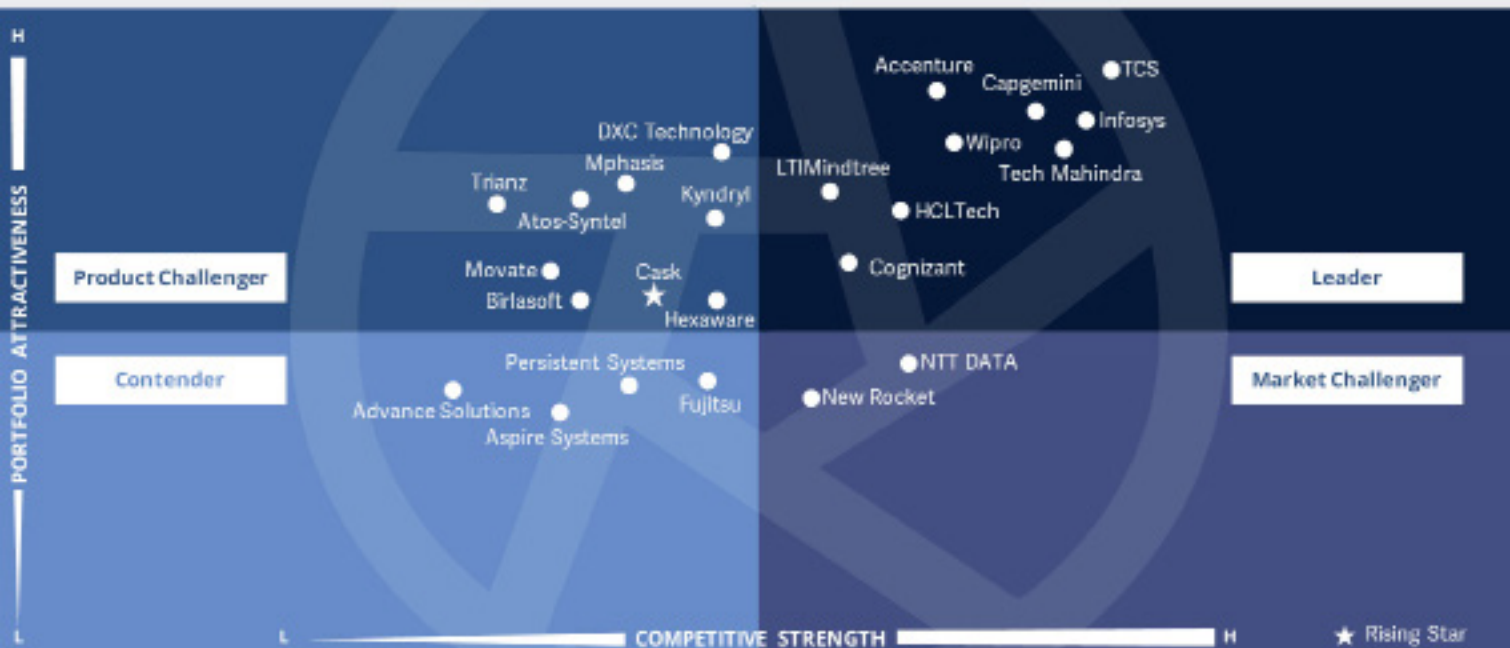 H
Accenture
Capgemini
TCS
Infosys
DXC Technology
Wipro
Mphasis
LTIMindtree
Tech Mahindra
Trianz
Kyndryl
Atos-Syntel
HCLTech
Movate
Cask
Cognizant
Product Challenger
Leader
Birlasoft
Hexaware
PORTFOLIO ATTRACTIVENESS
Persistent Systems
NTT DATA
Contender
Market Challenger
New Rocket
Fujitsu
Advance Solutions
Aspire Systems
L
L
COMPETITIVE STRENGTH
H
Rising Star